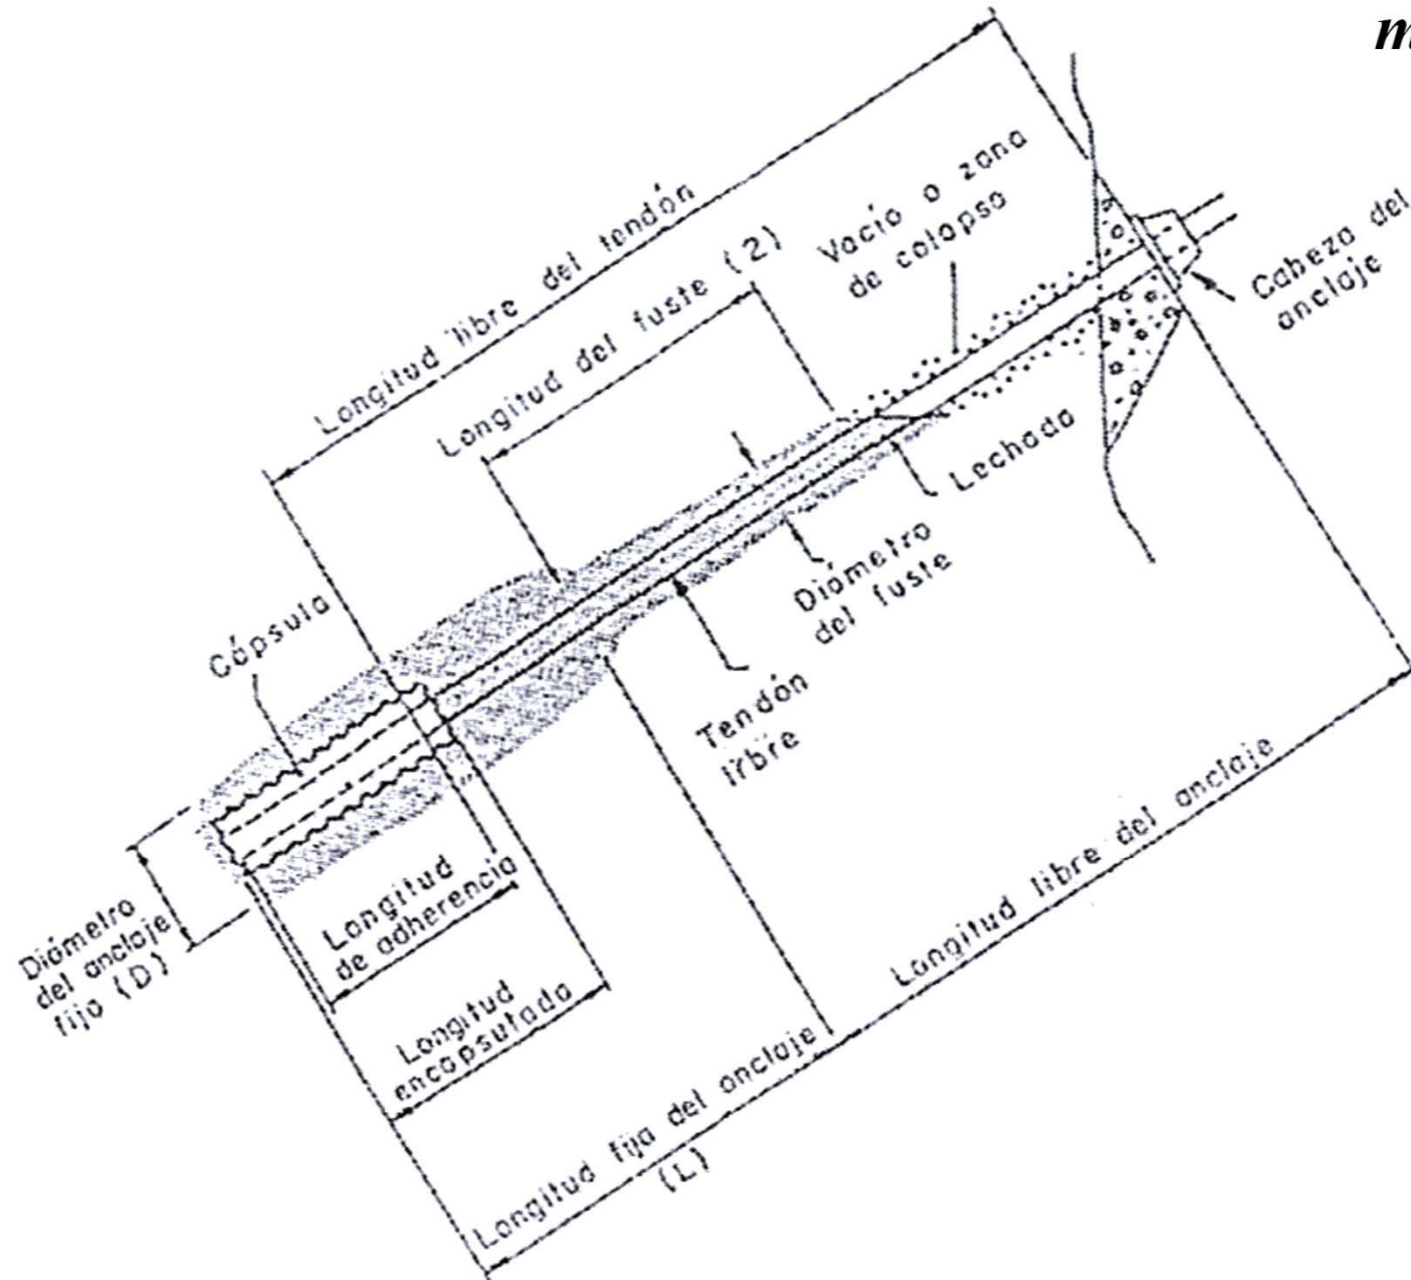 m
Longitud libre del tendón
Longitud del fuste (2)
Vacío o zona
de colapso
Cabeza del
anclaje
Lechada
Diámetro
del fuste
Tendón
libre
Cápsula
Diámetro
del anclaje
fijo (D)
Longitud
de adherencia
Longitud
encapsulada
Longitud fija del anclaje
(L)
Longitud libre del anclaje